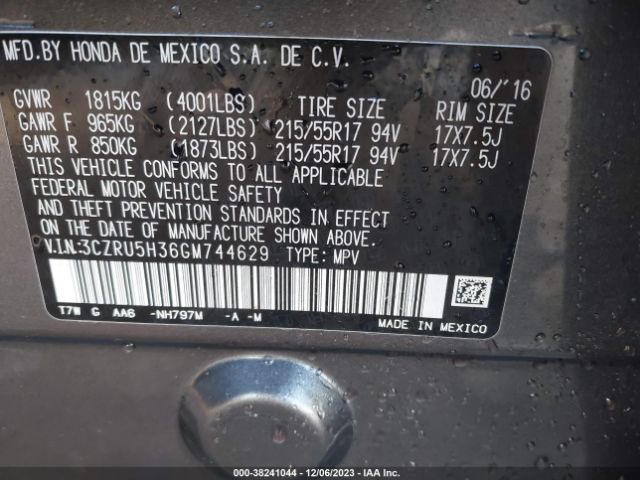 MFD.BY HONDA DE MEXICO S.A. DE C.V.
06/'16
GVWR 1815KG (4001LBS) TIRE SIZE RIM SIZE
GAWR F 965KG (2127LBS) 215/55R17 94V 17X7.5J
GAWR R 850KG (1873LBS) 215/55R17 94V 17X7.5J
THIS VEHICLE CONFORMS TO ALL APPLICABLE
FEDERAL MOTOR VEHICLE SAFETY
AND THEFT PREVENTION STANDARDS IN EFFECT
ON THE DATE OF MANUFACTURE SHOWN ABOVE.
V.I.N:3CZRU5H36GM744629 TYPE: MPV
T7W G AA6 -NH797M -A -M
MADE IN MEXICO
000-38241044 | 12/06/2023 | © IAA Inc.